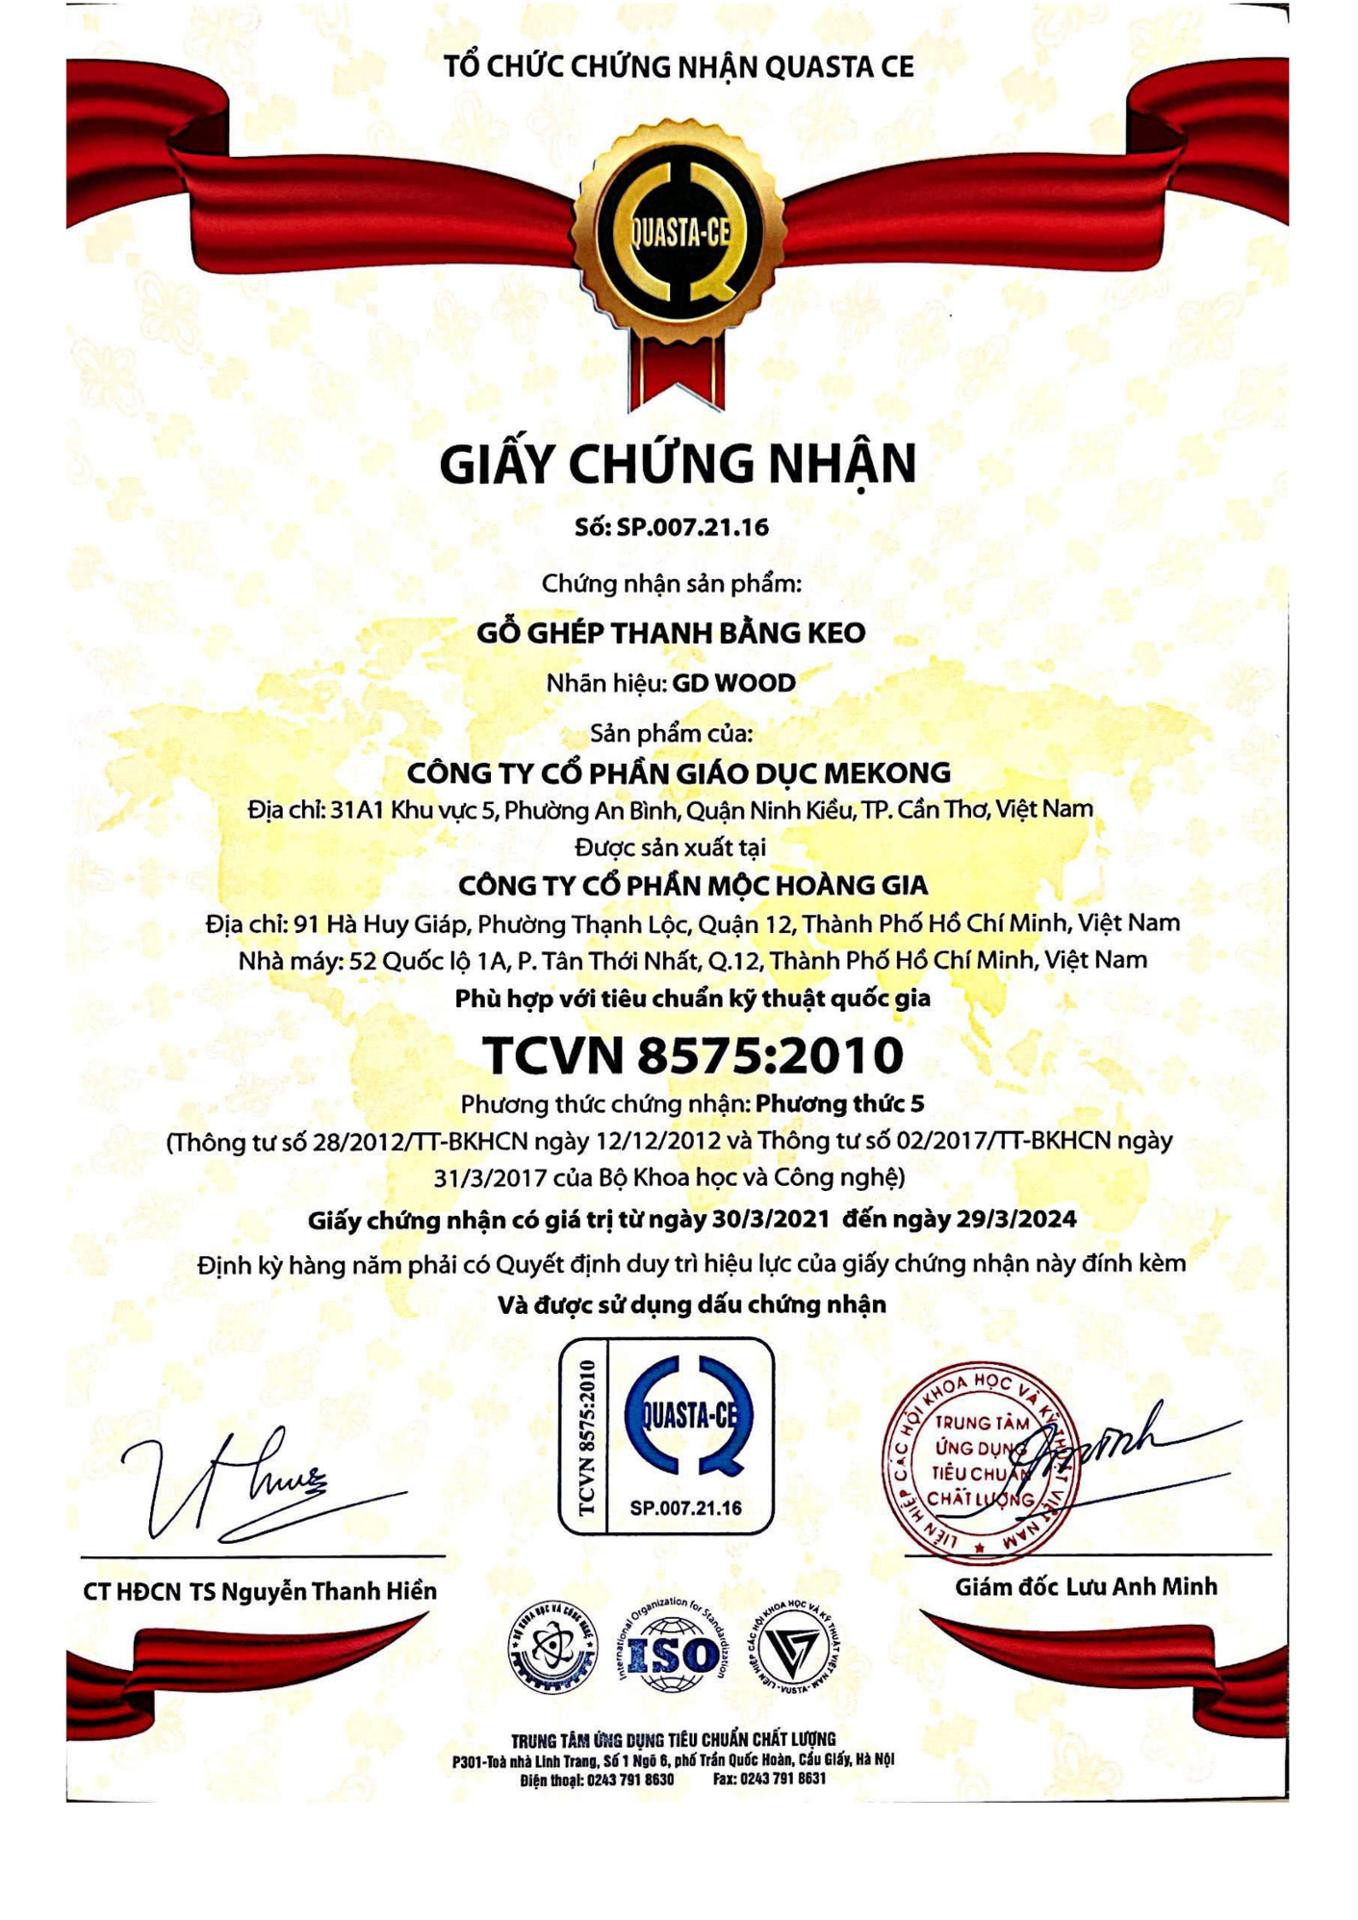 TỔ CHỨC CHỨNG NHẬN QUASTA CE
QUASTA-CE
GIẤY CHỨNG NHẬN
Số: SP.007.21.16
Chứng nhận sản phẩm:
GỖ GHÉP THANH BẰNG KEO
Nhãn hiệu: GD WOOD
Sản phẩm của:
CÔNG TY CỔ PHẦN GIÁO DỤC MEKONG
Địa chỉ: 31A1 Khu vực 5, Phường An Bình, Quận Ninh Kiều, TP. Cần Thơ, Việt Nam
Được sản xuất tại
CÔNG TY CỔ PHẦN MỘC HOÀNG GIA
Địa chỉ: 91 Hà Huy Giáp, Phường Thạnh Lộc, Quận 12, Thành Phố Hồ Chí Minh, Việt Nam
Nhà máy: 52 Quốc lộ 1A, P. Tân Thới Nhất, Q.12, Thành Phố Hồ Chí Minh, Việt Nam
Phù hợp với tiêu chuẩn kỹ thuật quốc gia
TCVN 8575:2010
Phương thức chứng nhận: Phương thức 5
(Thông tư số 28/2012/TT-BKHCN ngày 12/12/2012 và Thông tư số 02/2017/TT-BKHCN ngày
31/3/2017 của Bộ Khoa học và Công nghệ)
Giấy chứng nhận có giá trị từ ngày 30/3/2021 đến ngày 29/3/2024
Định kỳ hàng năm phải có Quyết định duy trì hiệu lực của giấy chứng nhận này đính kèm
Và được sử dụng dấu chứng nhận
TCVN 8575:2010
QUASTA-CE
SP.007.21.16
LIÊN HIỆP CÁC HỘI KHOA HỌC VÀ KỸ THUẬT VIỆT NAM
TRUNG TÂM
ỨNG DỤNG
TIÊU CHUẨN
CHẤT LƯỢNG
CT HĐCN TS Nguyễn Thanh Hiền
Giám đốc Lưu Anh Minh
BỘ KHOA HỌC VÀ CÔNG NGHỆ
International Organization for Standardization
ISO
LIÊN HIỆP CÁC HỘI KHOA HỌC VÀ KỸ THUẬT VIỆT NAM
-VUSTA-
TRUNG TÂM ỨNG DỤNG TIÊU CHUẨN CHẤT LƯỢNG
P301-Toà nhà Linh Trang, Số 1 Ngõ 6, phố Trần Quốc Hoàn, Cầu Giấy, Hà Nội
Điện thoại: 0243 791 8630 Fax: 0243 791 8631